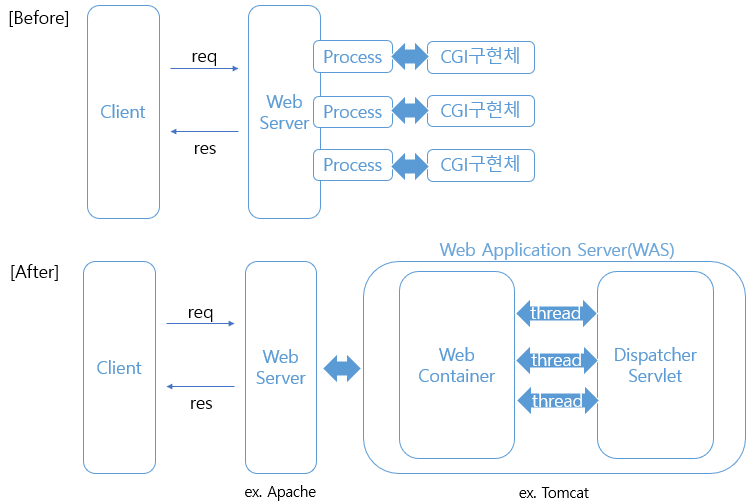 [Before]
Client
req
res
Web
Server
Process
CGI구현체
Process
CGI구현체
Process
CGI구현체
[After]
Client
req
res
Web
Server
ex. Apache
Web Application Server(WAS)
Web
Container
thread
thread
thread
Dispatcher
Servlet
ex. Tomcat